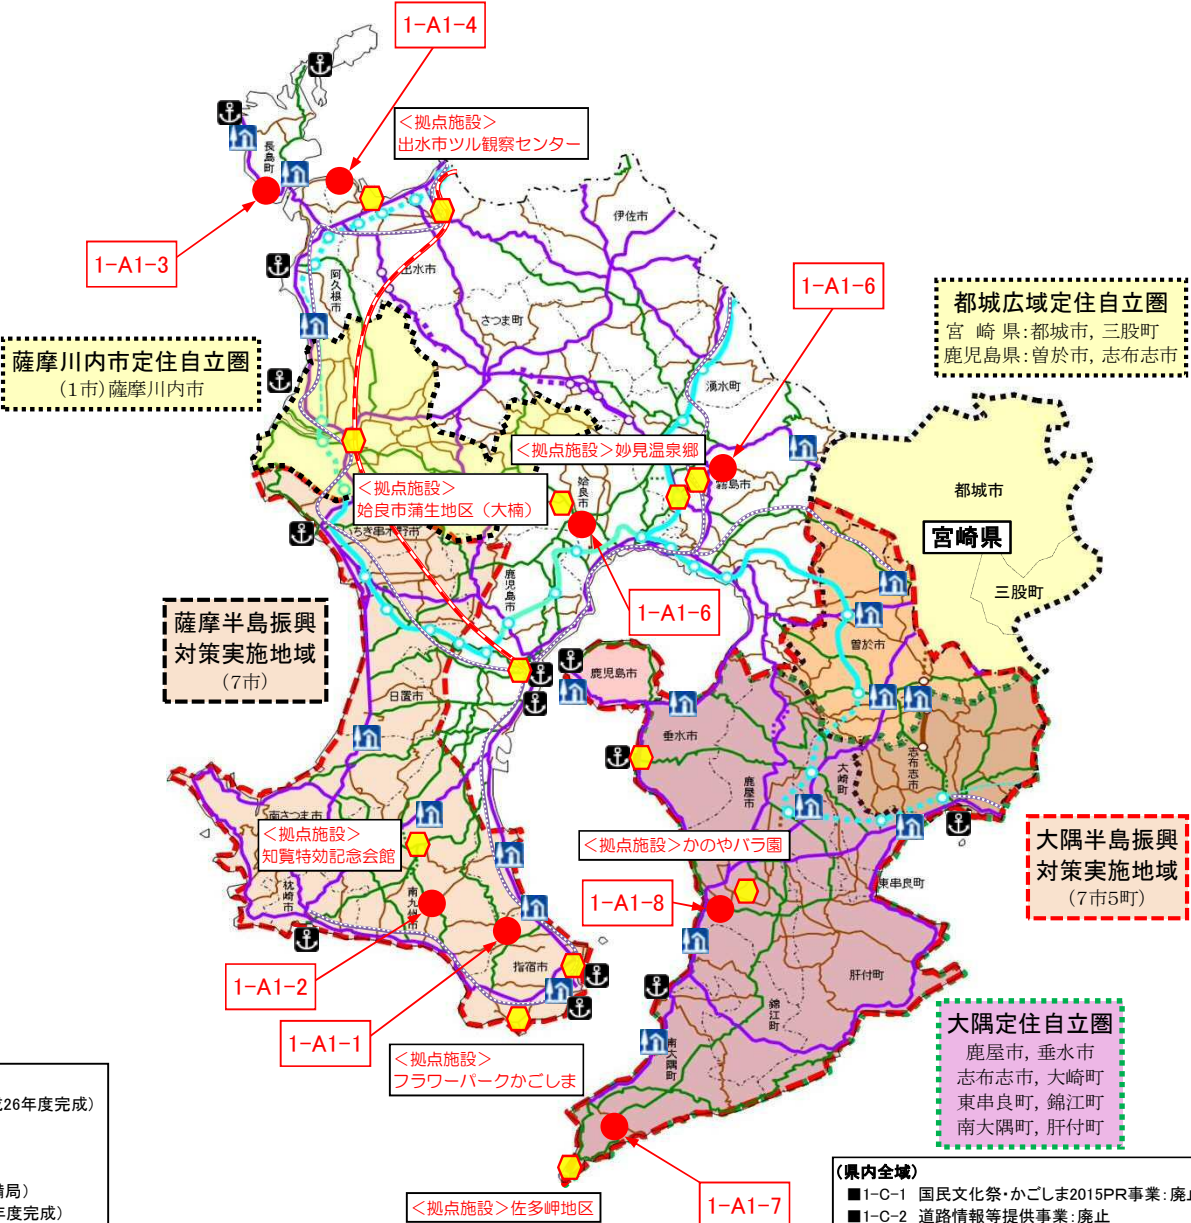 1-A1-4
<拠点施設>
出水市ツル観察センター
長島町
伊佐市
1-A1-3
出水市
阿久根市
さつま町
1-A1-6
都城広域定住自立圏
宮 崎 県:都城市, 三股町
鹿児島県:曽於市, 志布志市
薩摩川内市定住自立圏
(1市)薩摩川内市
湧水町
<拠点施設>妙見温泉郷
霧島市
姶良市
<拠点施設>
姶良市蒲生地区(大楠)
都城市
宮崎県
三股町
ちき串木野市
鹿児島市
1-A1-6
薩摩半島振興
対策実施地域
(7市)
曽於市
鹿児島市
日置市
垂水市
鹿屋市
大崎町
志布志市
南さつま市
<拠点施設>
知覧特効記念会館
<拠点施設>かのやバラ園
大隅半島振興
対策実施地域
(7市5町)
枕崎市
南九州市
東串良町
1-A1-8
指宿市
肝付町
1-A1-2
錦江町
1-A1-1
南大隅町
<拠点施設>
フラワーパークかごしま
大隅定住自立圏
鹿屋市, 垂水市
志布志市, 大崎町
東串良町, 錦江町
南大隅町, 肝付町
26年度完成)
備局)
年度完成)
<拠点施設>佐多岬地区
1-A1-7
(県内全域)
■1-C-1 国民文化祭・かごしま2015PR事業:廃止
■1-C-2 道路情報等提供事業:廃止